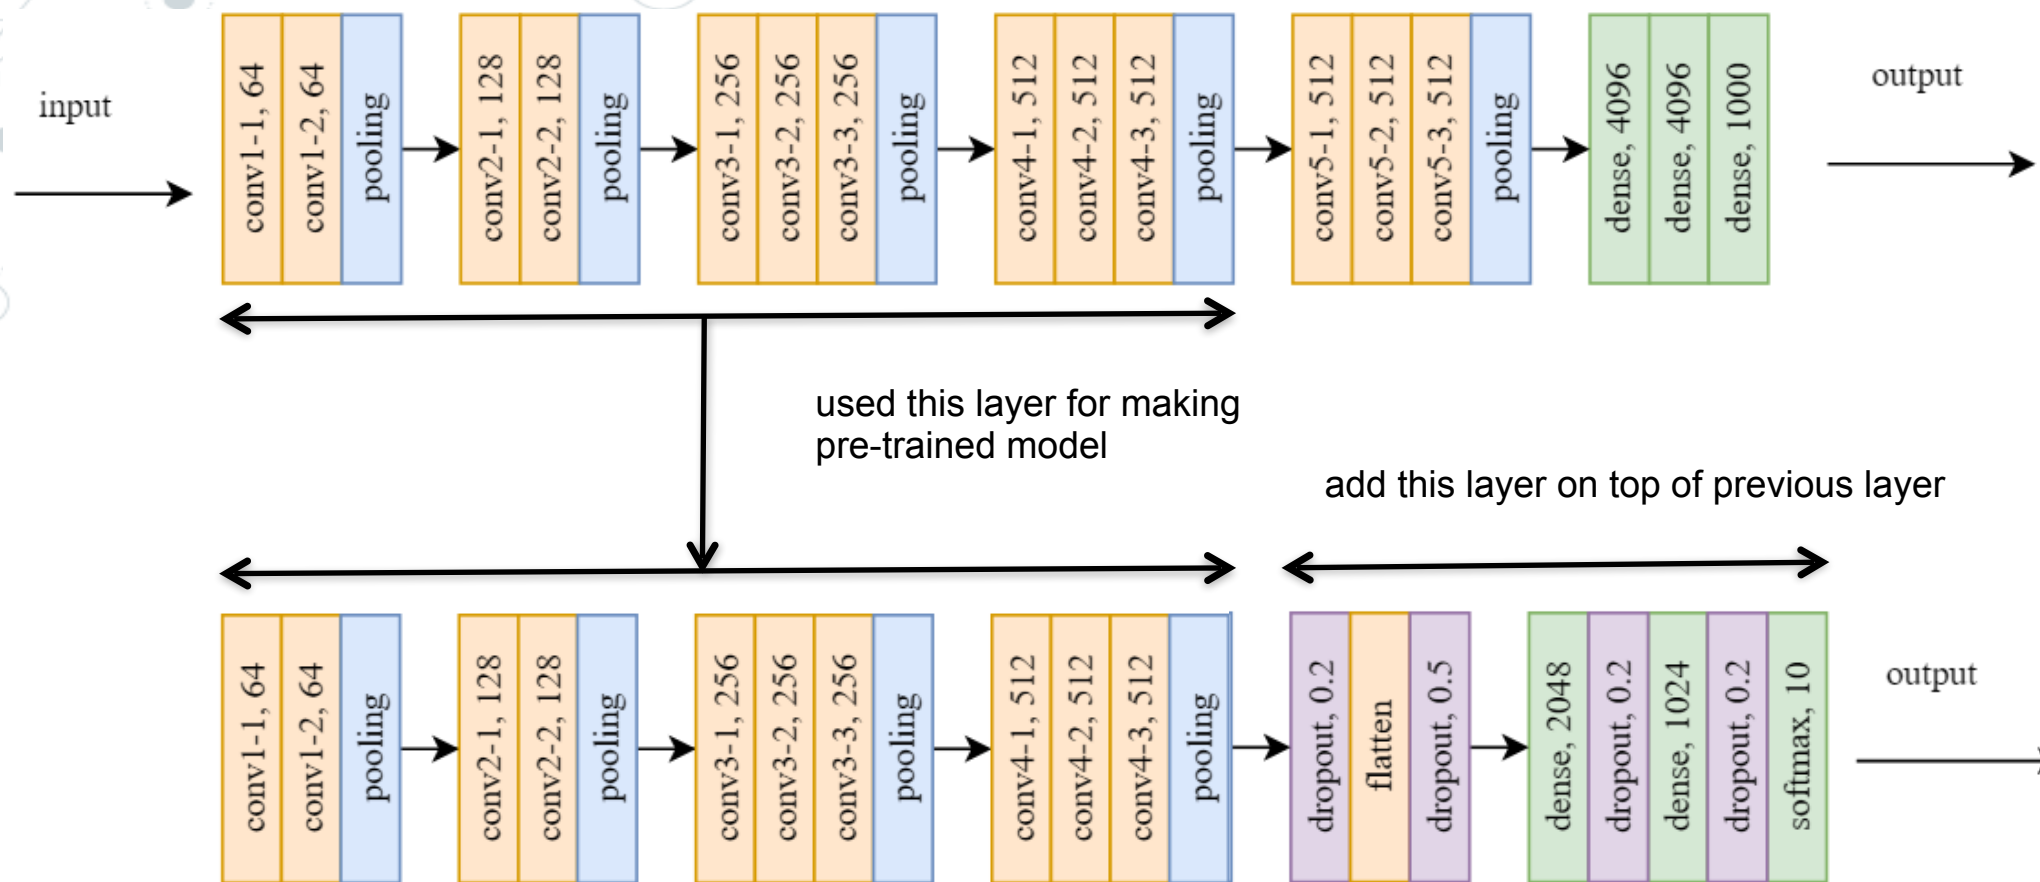 input
conv1-1, 64
conv1-2, 64
pooling
conv2-1, 128
conv2-2, 128
pooling
conv3-1, 256
conv3-2, 256
conv3-3, 256
pooling
conv4-1, 512
conv4-2, 512
conv4-3, 512
pooling
conv5-1, 512
conv5-2, 512
conv5-3, 512
pooling
dense, 4096
dense, 4096
dense, 1000
output
used this layer for making
pre-trained model
add this layer on top of previous layer
conv1-1, 64
conv1-2, 64
pooling
conv2-1, 128
conv2-2, 128
pooling
conv3-1, 256
conv3-2, 256
conv3-3, 256
pooling
conv4-1, 512
conv4-2, 512
conv4-3, 512
pooling
dropout, 0.2
flatten
dropout, 0.5
dense, 2048
dropout, 0.2
dense, 1024
dropout, 0.2
softmax, 10
output